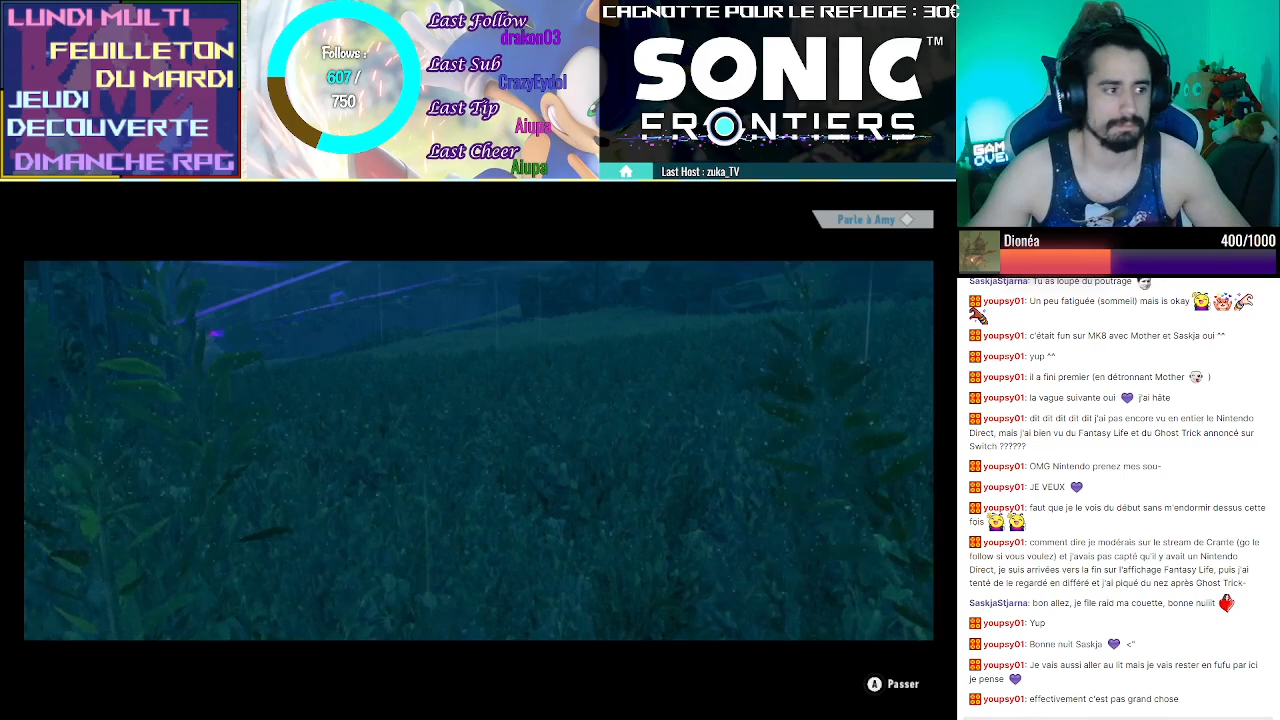 LUNDI MULTI
FEUILLETON
DU MARDI
JEUDI
DECOUVERTE
DIMANCHE RPG
Follows :
607 /
750
Last Follow
drakon03
Last Sub
CrazyEydol
Last Tip
Aiupa
Last Cheer
Aiupa
CAGNOTTE POUR LE REFUGE : 30€
SONIC™
FRONTIERS
Last Host : zuka_TV
GAME
OVER
Dionéa 400/1000
Parle à Amy
SaskjaStjarna: Tu as loupé du poutrage
youpsy01: Un peu fatiguée (sommeil) mais is okay
youpsy01: c'était fun sur MK8 avec Mother et Saskja oui ^^
youpsy01: yup ^^
youpsy01: il a fini premier (en détronnant Mother )
youpsy01: la vague suivante oui 💜 j'ai hâte
youpsy01: dit dit dit dit dit j'ai pas encore vu en entier le Nintendo
Direct, mais j'ai bien vu du Fantasy Life et du Ghost Trick annoncé sur
Switch ??????
youpsy01: OMG Nintendo prenez mes sou-
youpsy01: JE VEUX 💜
youpsy01: faut que je le vois du début sans m'endormir dessus cette
fois
youpsy01: comment dire je modérais sur le stream de Crante (go le
follow si vous voulez) et j'avais pas capté qu'il y avait un Nintendo
Direct, je suis arrivées vers la fin sur l'affichage Fantasy Life, puis j'ai
tenté de le regardé en différé et j'ai piqué du nez après Ghost Trick-
SaskjaStjarna: bon allez, je file raid ma couette, bonne nuiiit
youpsy01: Yup
youpsy01: Bonne nuit Saskja 💜 <"
youpsy01: Je vais aussi aller au lit mais je vais rester en fufu par ici
je pense 💜
youpsy01: effectivement c'est pas grand chose
A Passer